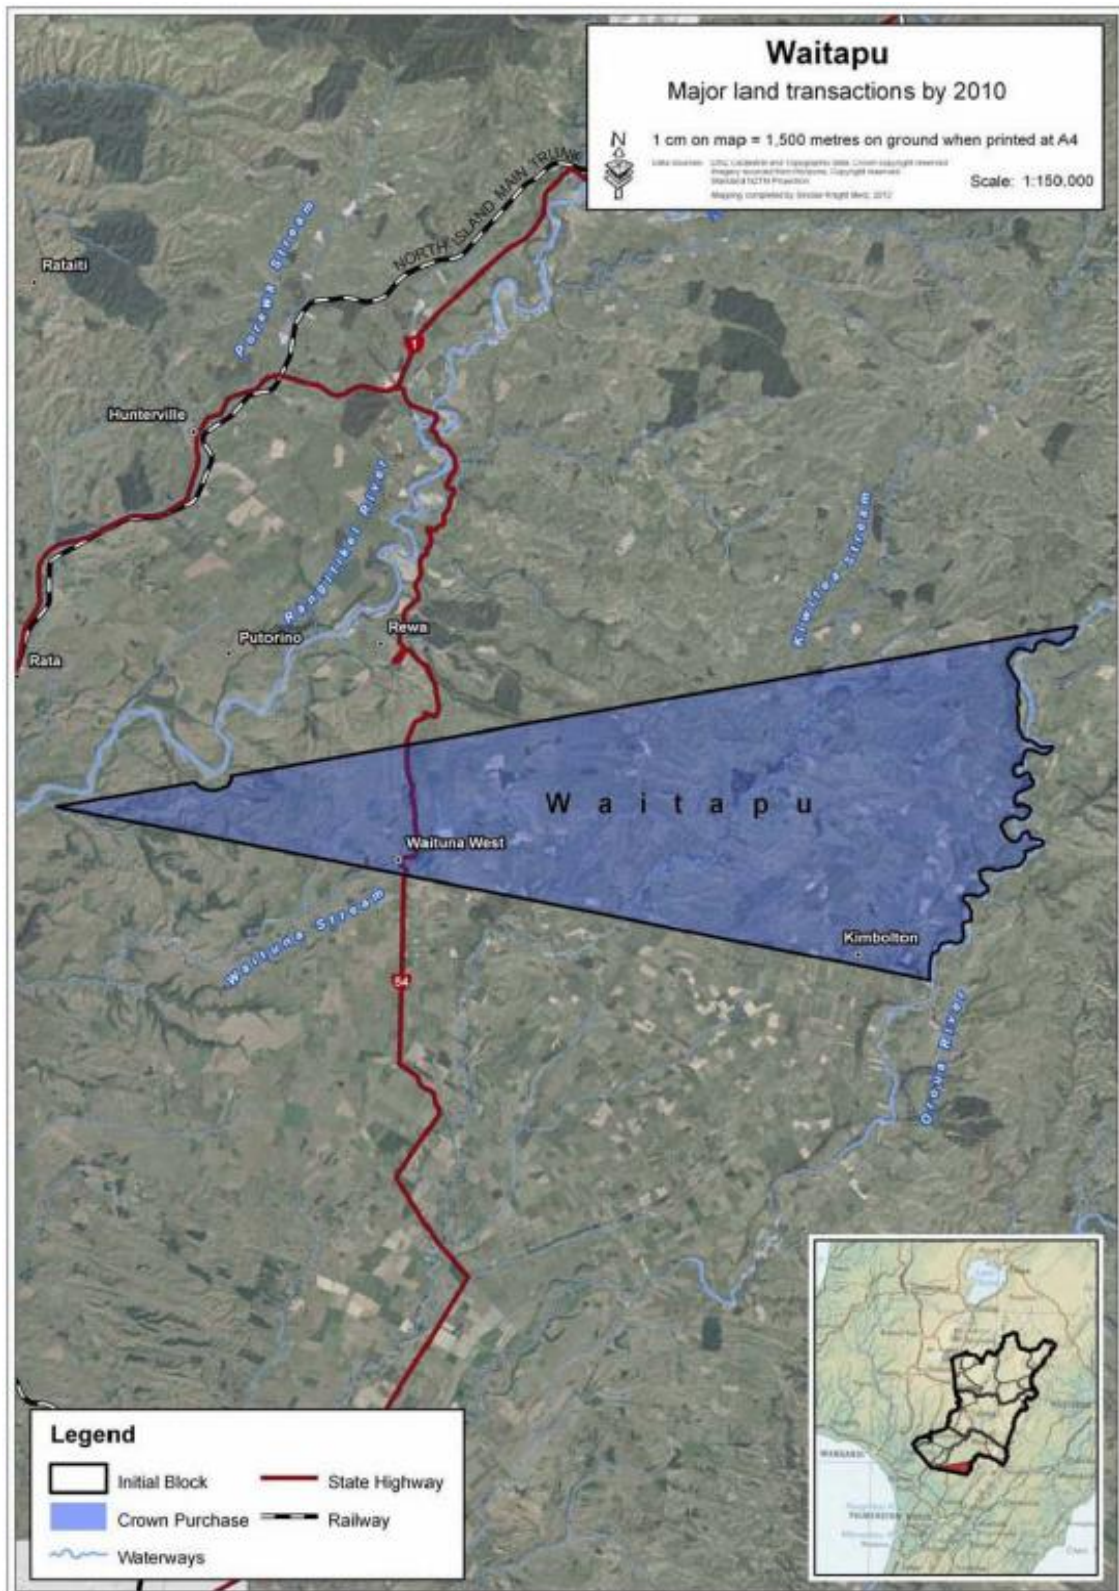 Waitapu
Major land transactions by 2010
N
1 cm on map = 1,500 metres on ground when printed at A4
Scale: 1:150,000
NORTH ISLAND MAIN TRUNK
Porewa Stream
Rataiti
1
Hunterville
Rangitikei River
Kiwitea Stream
Rewa
Putorino
Rata
Waitapu
Waituna West
Waituna Stream
Kimbolton
54
Oroua River
Legend
Initial Block
State Highway
Crown Purchase
Railway
Waterways